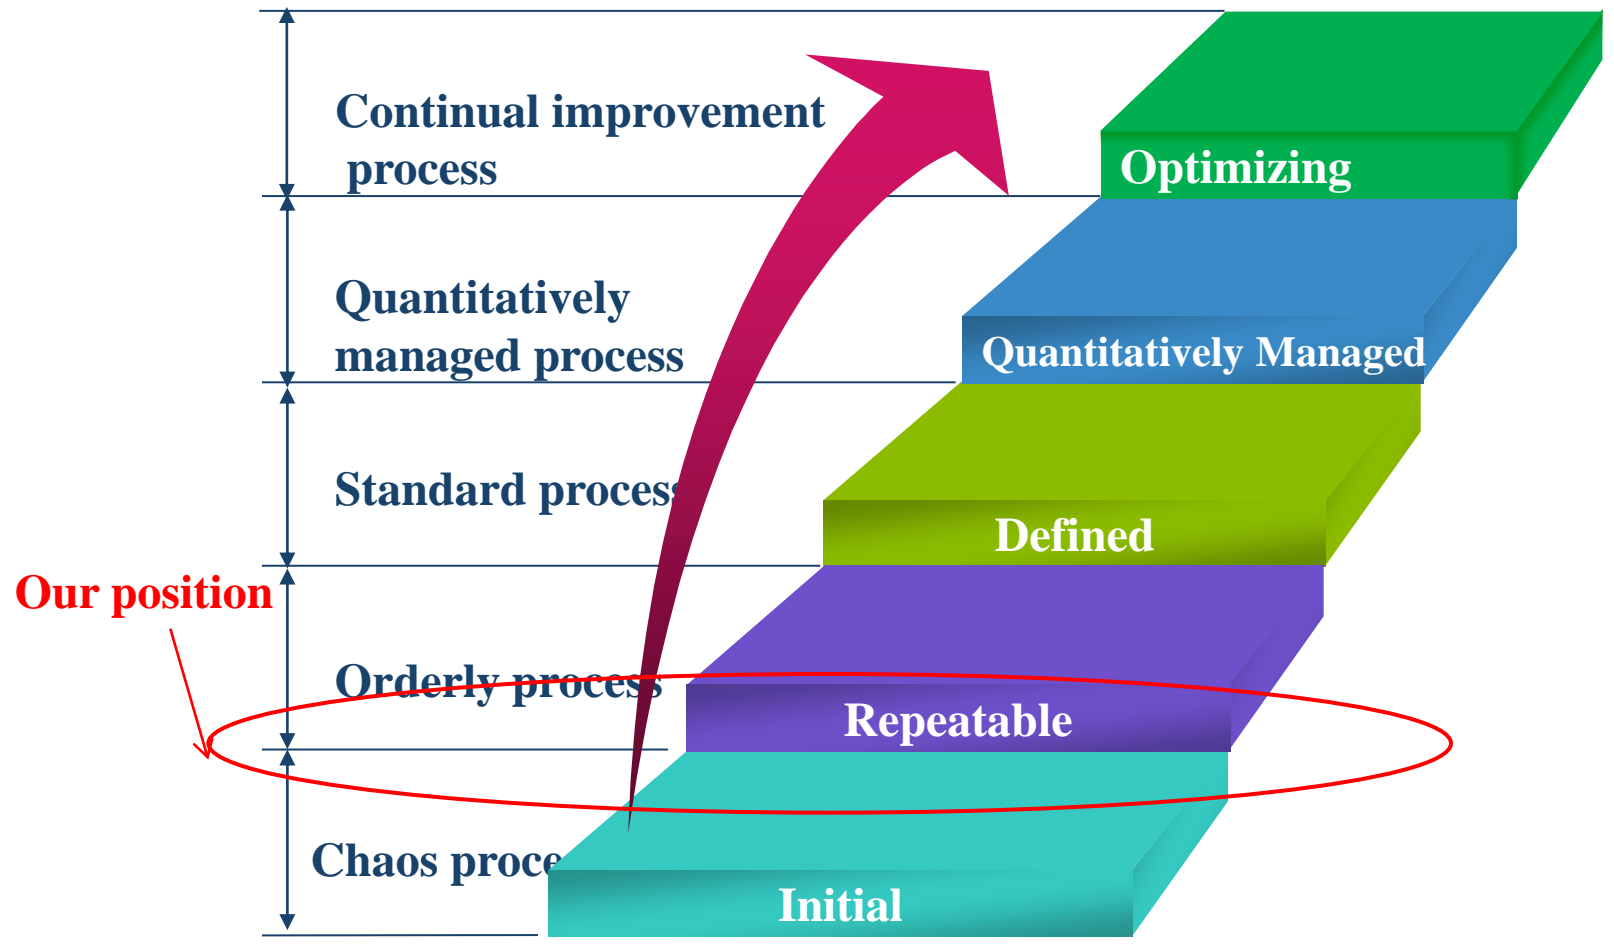 Continual improvement
process
Optimizing
Quantitatively
managed process
Quantitatively Managed
Standard process
Defined
Our position
Orderly process
Repeatable
Chaos proce
Initial